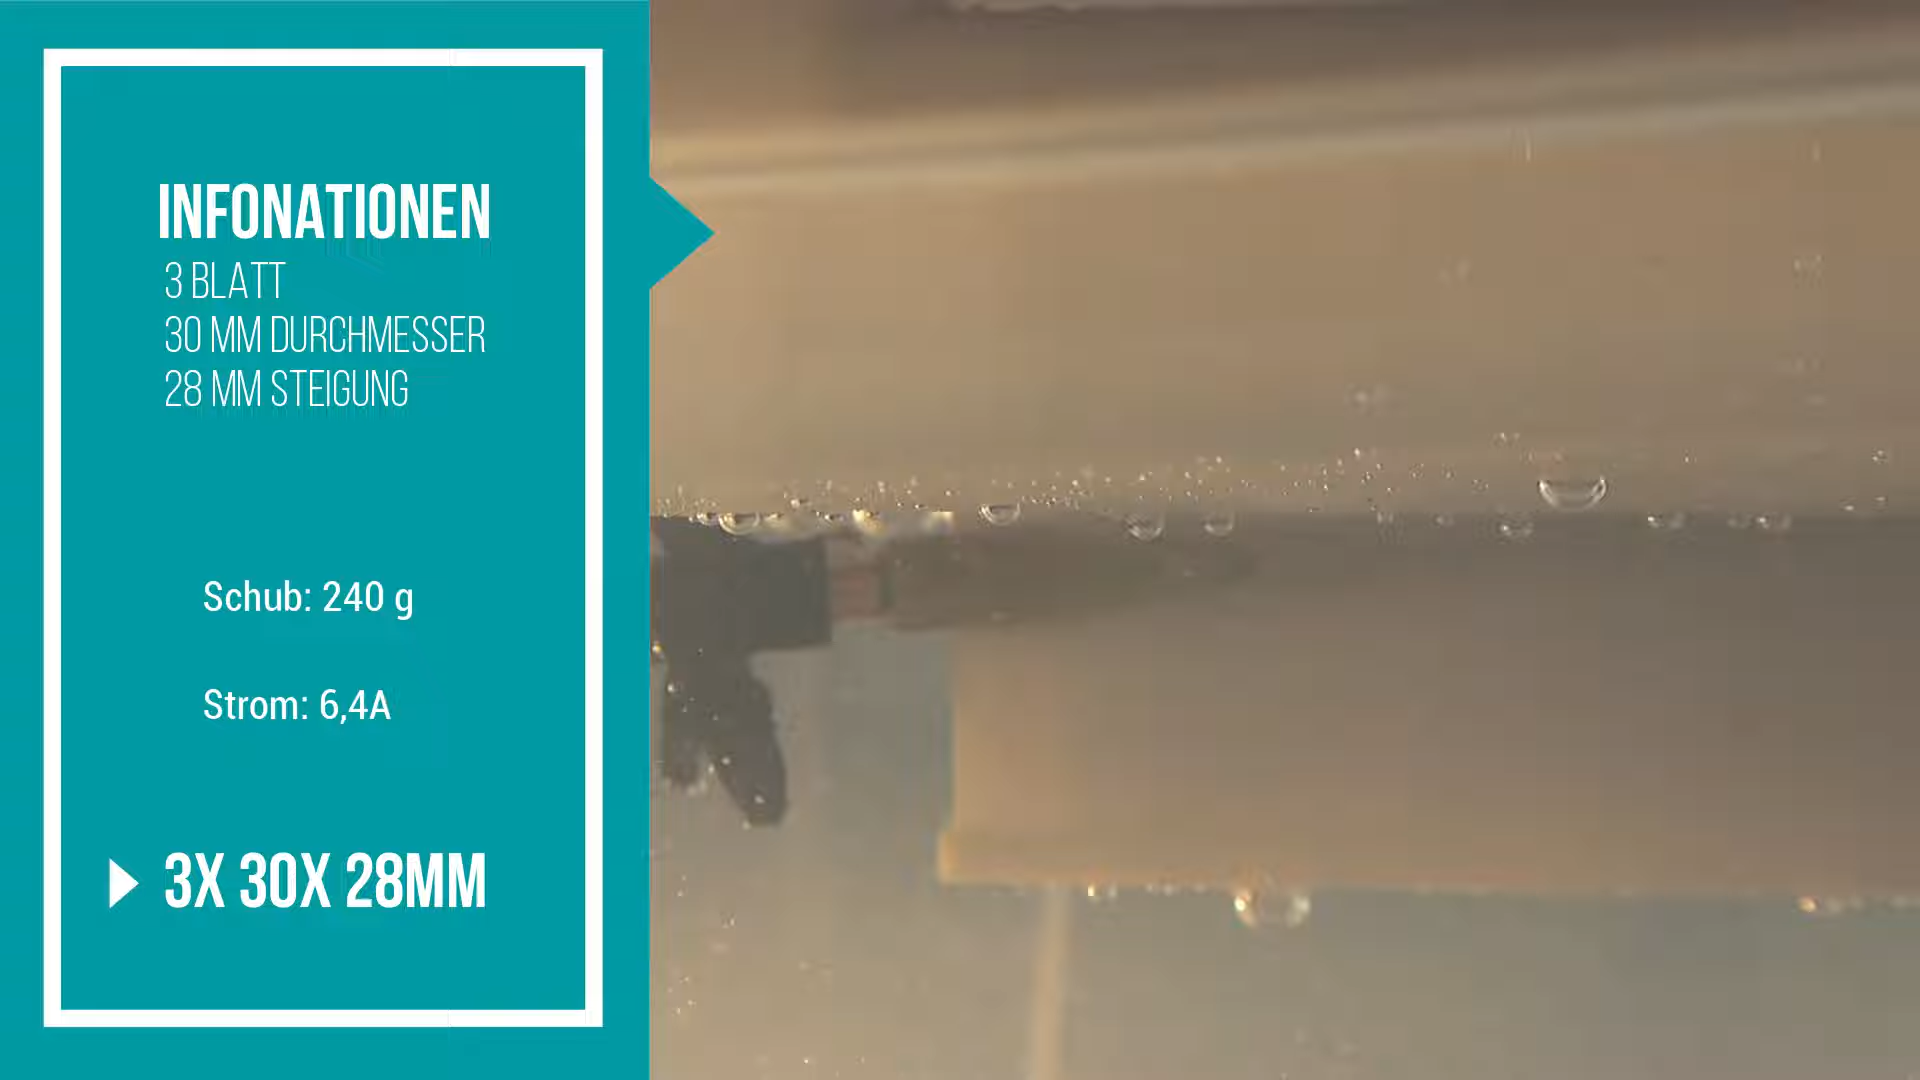 INFONATIONEN
3 BLATT
30 MM DURCHMESSER
28 MM STEIGUNG
Schub: 240 g
Strom: 6,4A
3X 30X 28MM